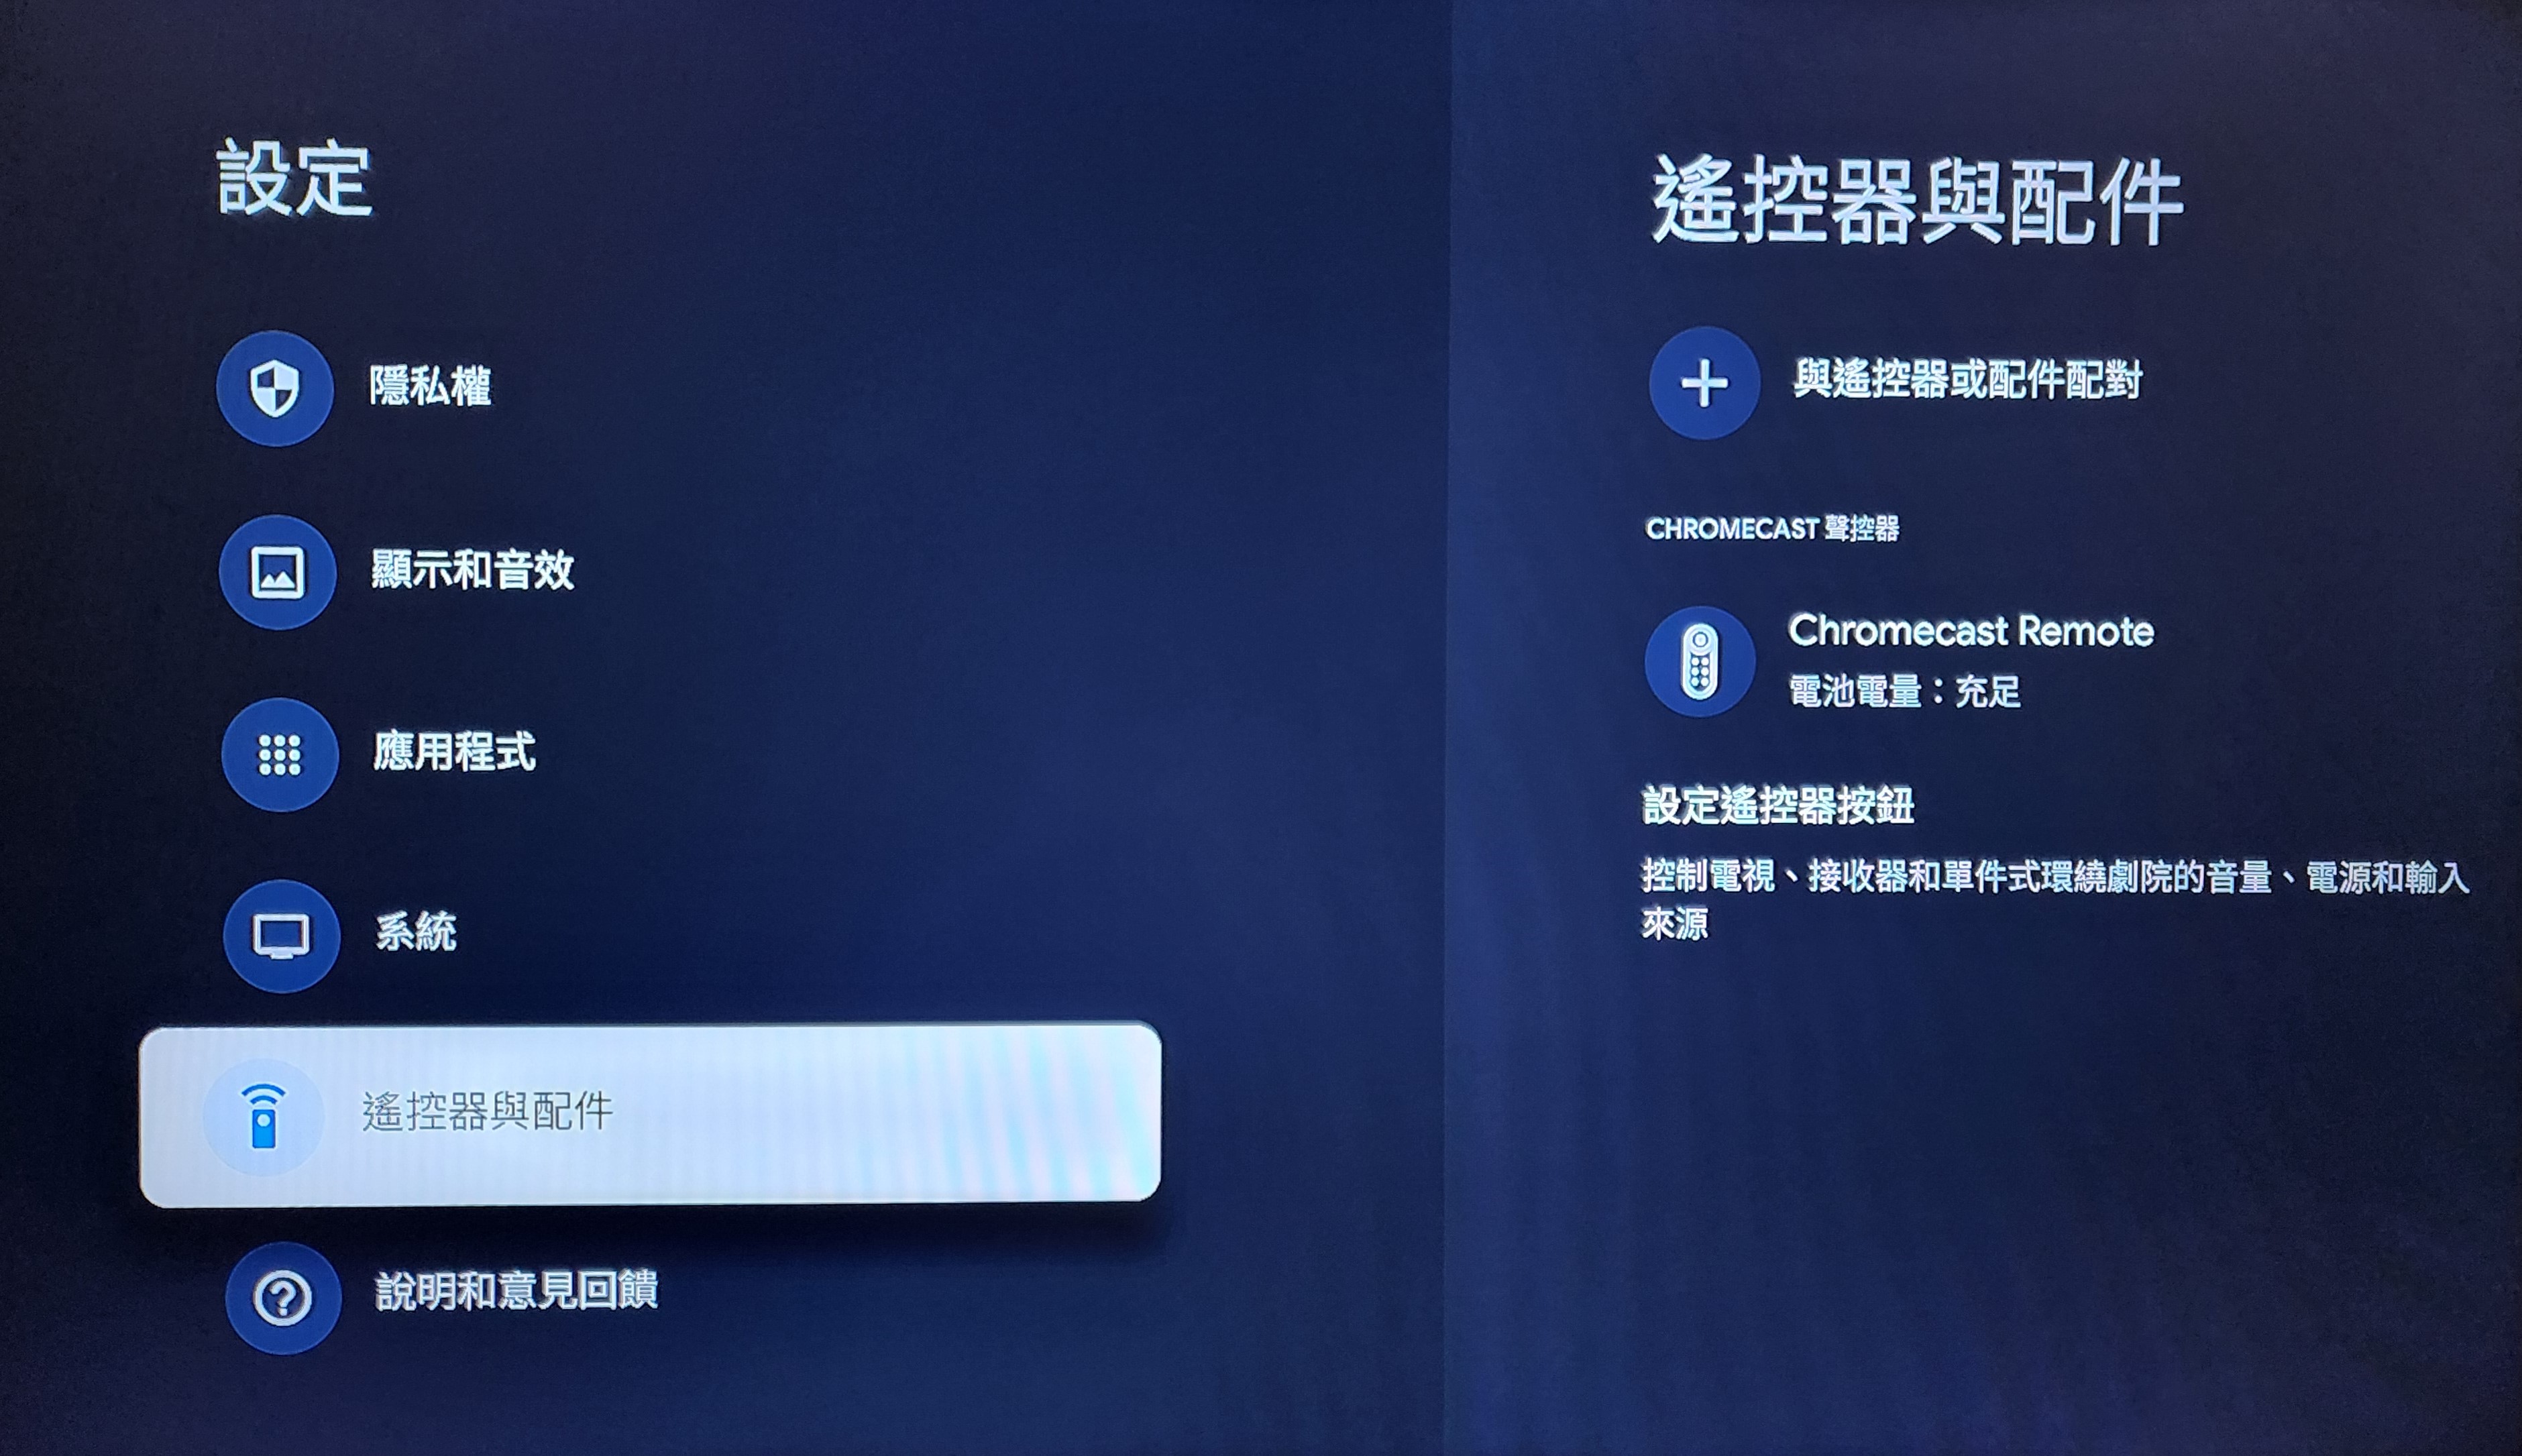 設定
隱私權
顯示和音效
應用程式
系統
遙控器與配件
說明和意見回饋
遙控器與配件
與遙控器或配件配對
CHROMECAST 聲控器
Chromecast Remote
電池電量：充足
設定遙控器按鈕
控制電視、接收器和單件式環繞劇院的音量、電源和輸入
來源